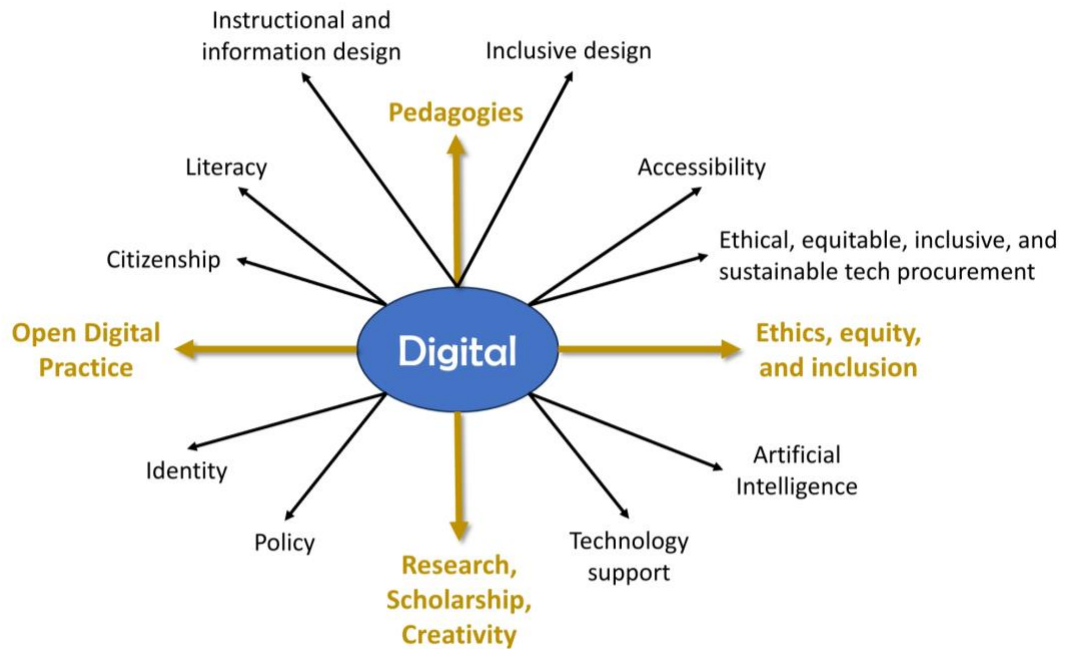 Instructional and
information design
Inclusive design
Pedagogies
Literacy
Accessibility
Citizenship
Ethical, equitable, inclusive, and
sustainable tech procurement
Open Digital
Practice
Digital
Ethics, equity,
and inclusion
Identity
Artificial
Intelligence
Policy
Technology
support
Research,
Scholarship,
Creativity